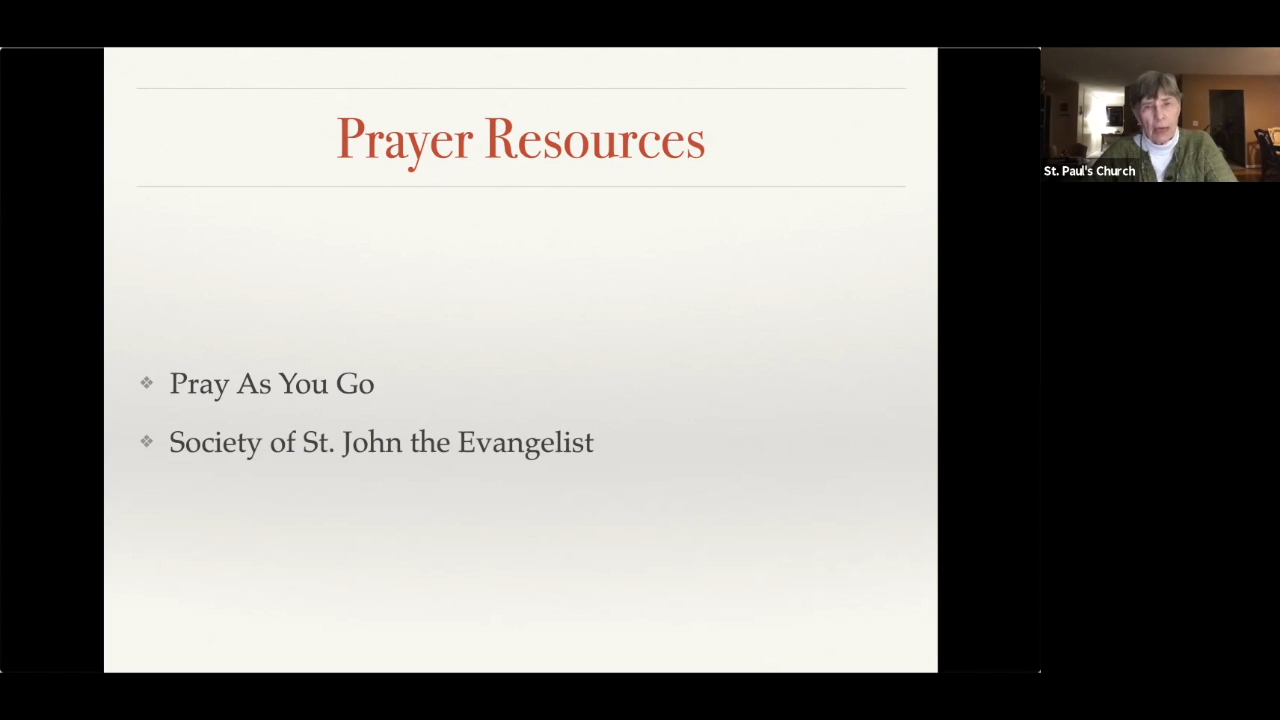 Prayer Resources
Pray As You Go
Society of St. John the Evangelist
St. Paul's Church